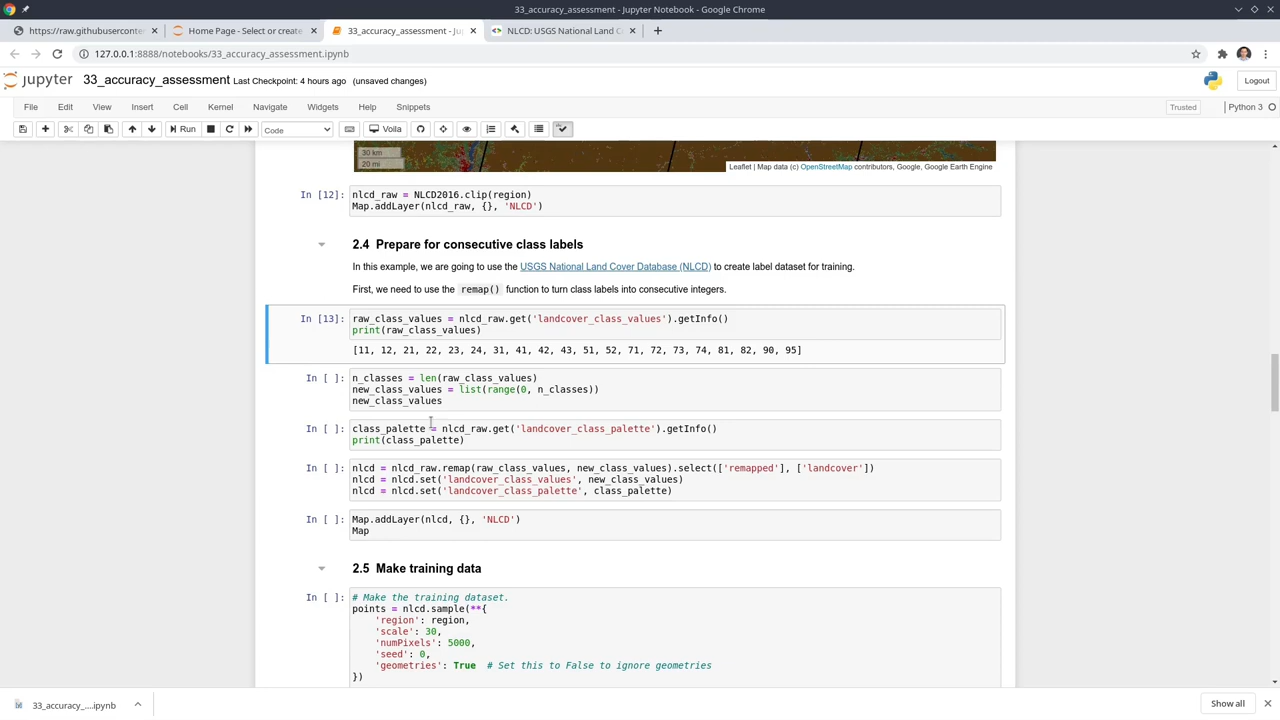 33_accuracy_assessment - Jupyter Notebook - Google Chrome
https://raw.githubuserconte
Home Page - Select or create
33_accuracy_assessment - Ju
NLCD: USGS National Land C
127.0.0.1:8888/notebooks/33_accuracy_assessment.ipynb
jupyter 33_accuracy_assessment Last Checkpoint: 4 hours ago (unsaved changes)
Logout
File Edit View Insert Cell Kernel Navigate Widgets Help Snippets
Trusted
Python 3
Run
Code
Voila
30 km
20 mi
Leaflet | Map data (c) OpenStreetMap contributors, Google, Google Earth Engine
In [12]: nlcd_raw = NLCD2016.clip(region)
Map.addLayer(nlcd_raw, {}, 'NLCD')
2.4 Prepare for consecutive class labels
In this example, we are going to use the USGS National Land Cover Database (NLCD) to create label dataset for training.
First, we need to use the remap() function to turn class labels into consecutive integers.
In [13]: raw_class_values = nlcd_raw.get('landcover_class_values').getInfo()
print(raw_class_values)
[11, 12, 21, 22, 23, 24, 31, 41, 42, 43, 51, 52, 71, 72, 73, 74, 81, 82, 90, 95]
In [ ]: n_classes = len(raw_class_values)
new_class_values = list(range(0, n_classes))
new_class_values
In [ ]: class_palette = nlcd_raw.get('landcover_class_palette').getInfo()
print(class_palette)
In [ ]: nlcd = nlcd_raw.remap(raw_class_values, new_class_values).select(['remapped'], ['landcover'])
nlcd = nlcd.set('landcover_class_values', new_class_values)
nlcd = nlcd.set('landcover_class_palette', class_palette)
In [ ]: Map.addLayer(nlcd, {}, 'NLCD')
Map
2.5 Make training data
In [ ]: # Make the training dataset.
points = nlcd.sample(**{
'region': region,
'scale': 30,
'numPixels': 5000,
'seed': 0,
'geometries': True # Set this to False to ignore geometries
})
33_accuracy_....ipynb
Show all